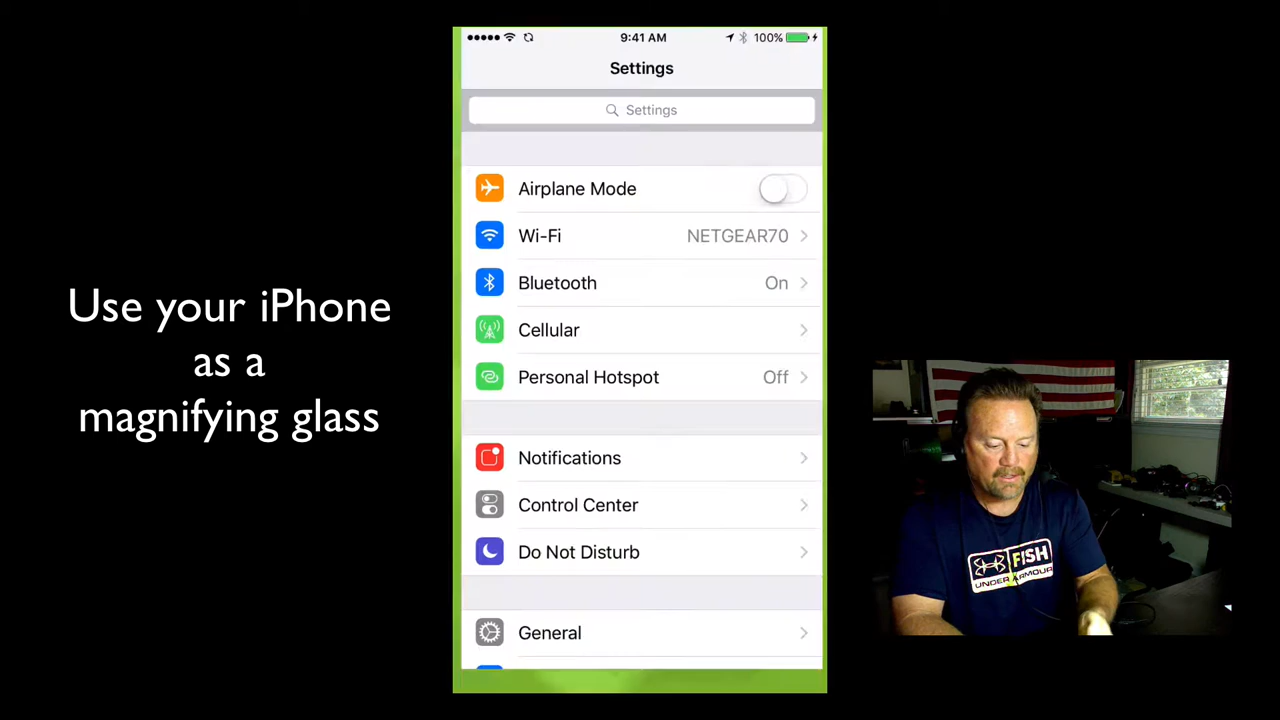 Use your iPhone
as a
magnifying glass
9:41 AM
100%
Settings
Settings
Airplane Mode
Wi-Fi NETGEAR70
Bluetooth On
Cellular
Personal Hotspot Off
Notifications
Control Center
Do Not Disturb
General
FISH
UNDER ARMOUR